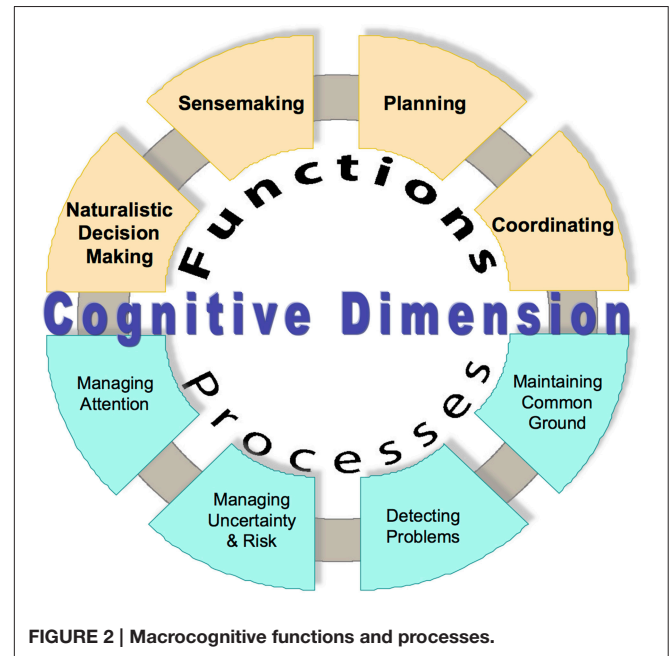 Sensemaking
Planning
Naturalistic
Decision
Making
Coordinating
Functions
Cognitive Dimension
Processes
Managing
Attention
Maintaining
Common
Ground
Managing
Uncertainty
& Risk
Detecting
Problems
FIGURE 2 | Macrocognitive functions and processes.